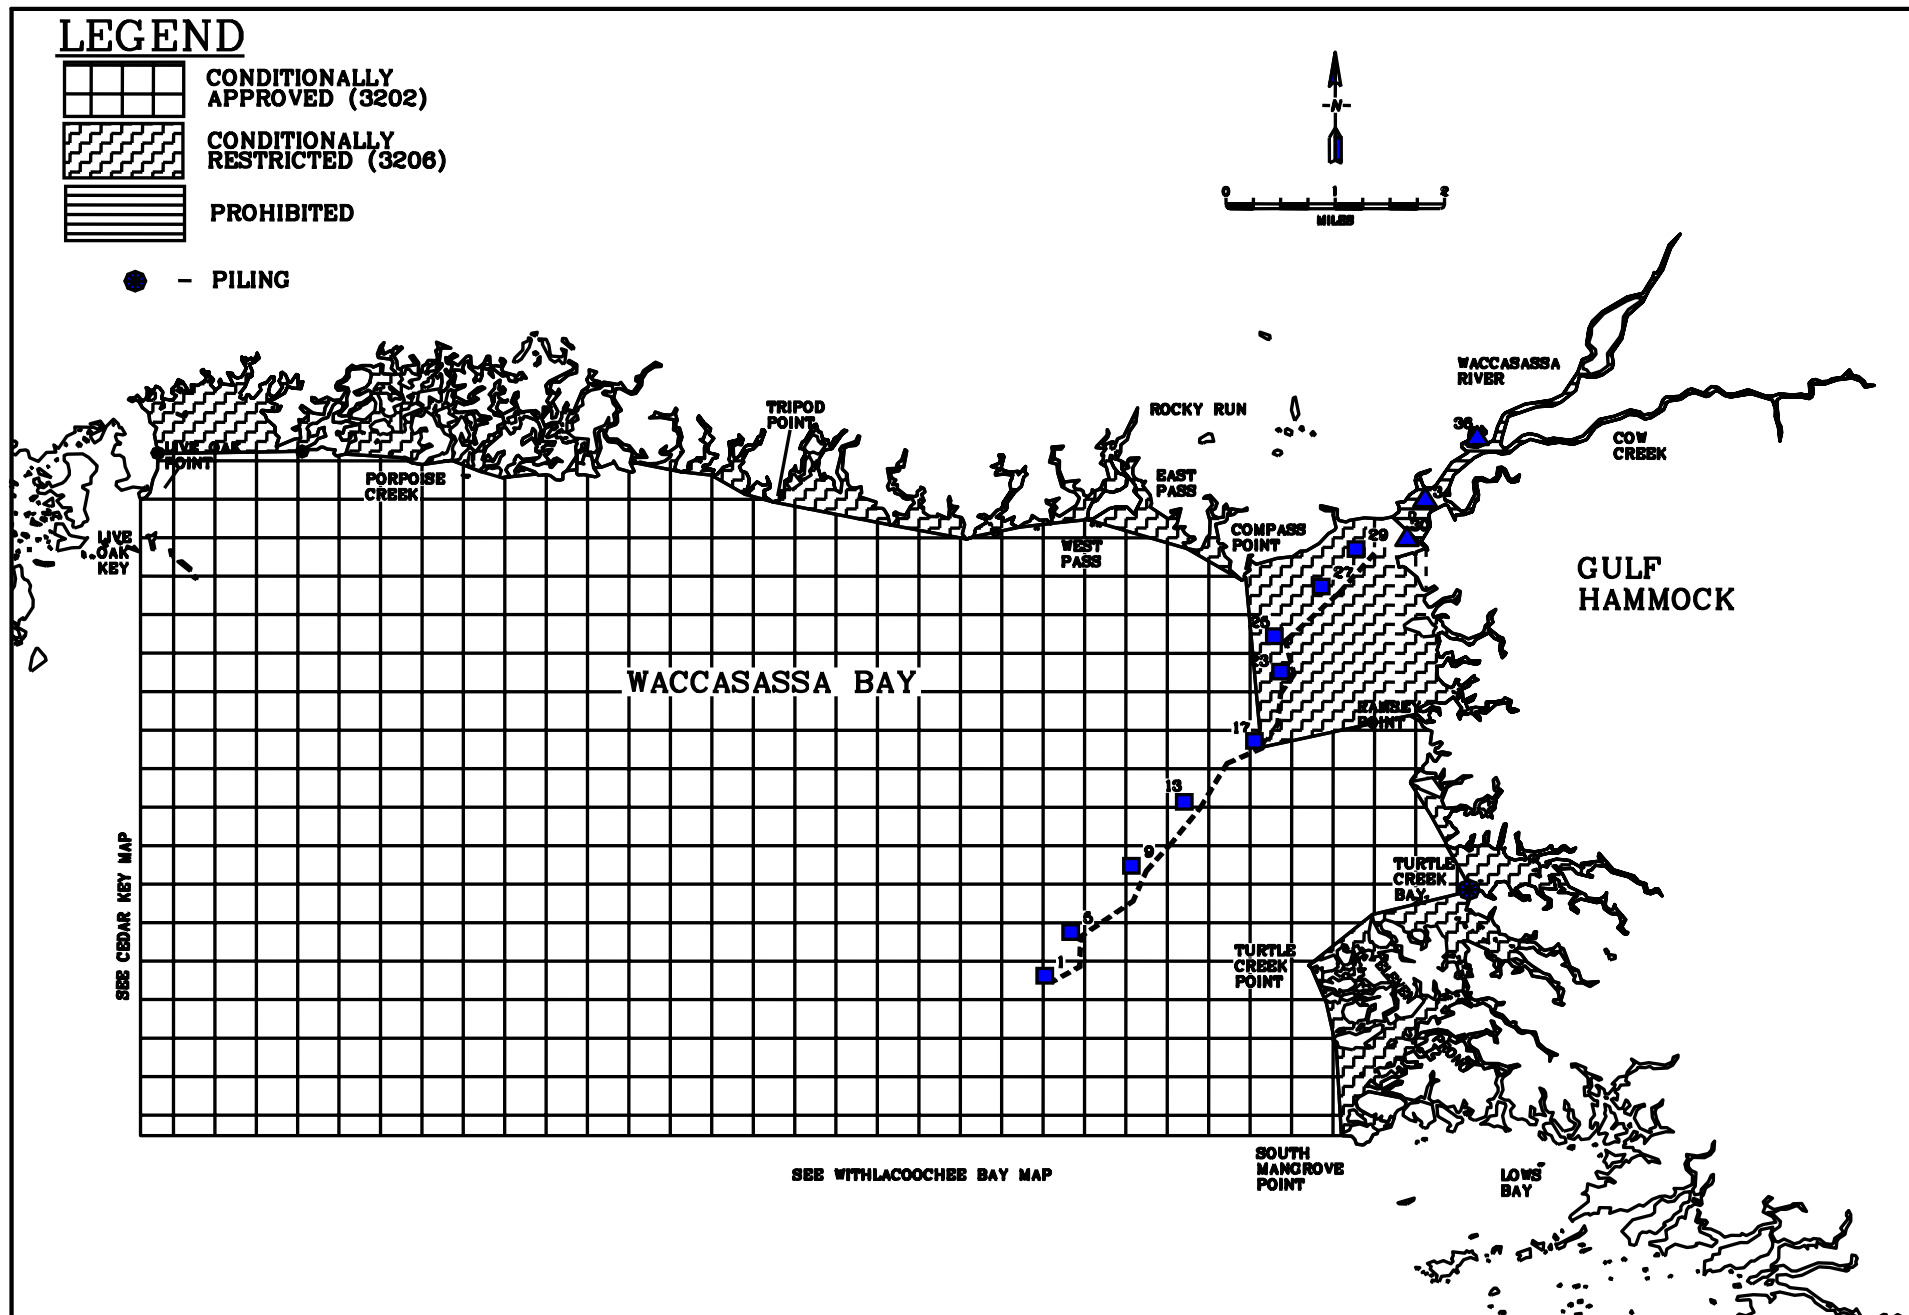 LEGEND
CONDITIONALLY
APPROVED (3202)
CONDITIONALLY
RESTRICTED (3206)
PROHIBITED
- PILING
-N-
0 1 2
MILES
WACCASASSA
RIVER
COW
CREEK
36
TRIPOD
POINT
ROCKY RUN
LIVE OAK
POINT
PORPOISE
CREEK
EAST
PASS
COMPASS
POINT
WEST
PASS
LIVE
OAK
KEY
29
27
GULF
HAMMOCK
WACCASASSA BAY
23
17
POINT
13
9
TURTLE
CREEK
BAY
6
1
TURTLE
CREEK
POINT
SEE CEDAR KEY MAP
SOUTH
MANGROVE
POINT
SEE WITHLACOOCHEE BAY MAP
LOWS
BAY